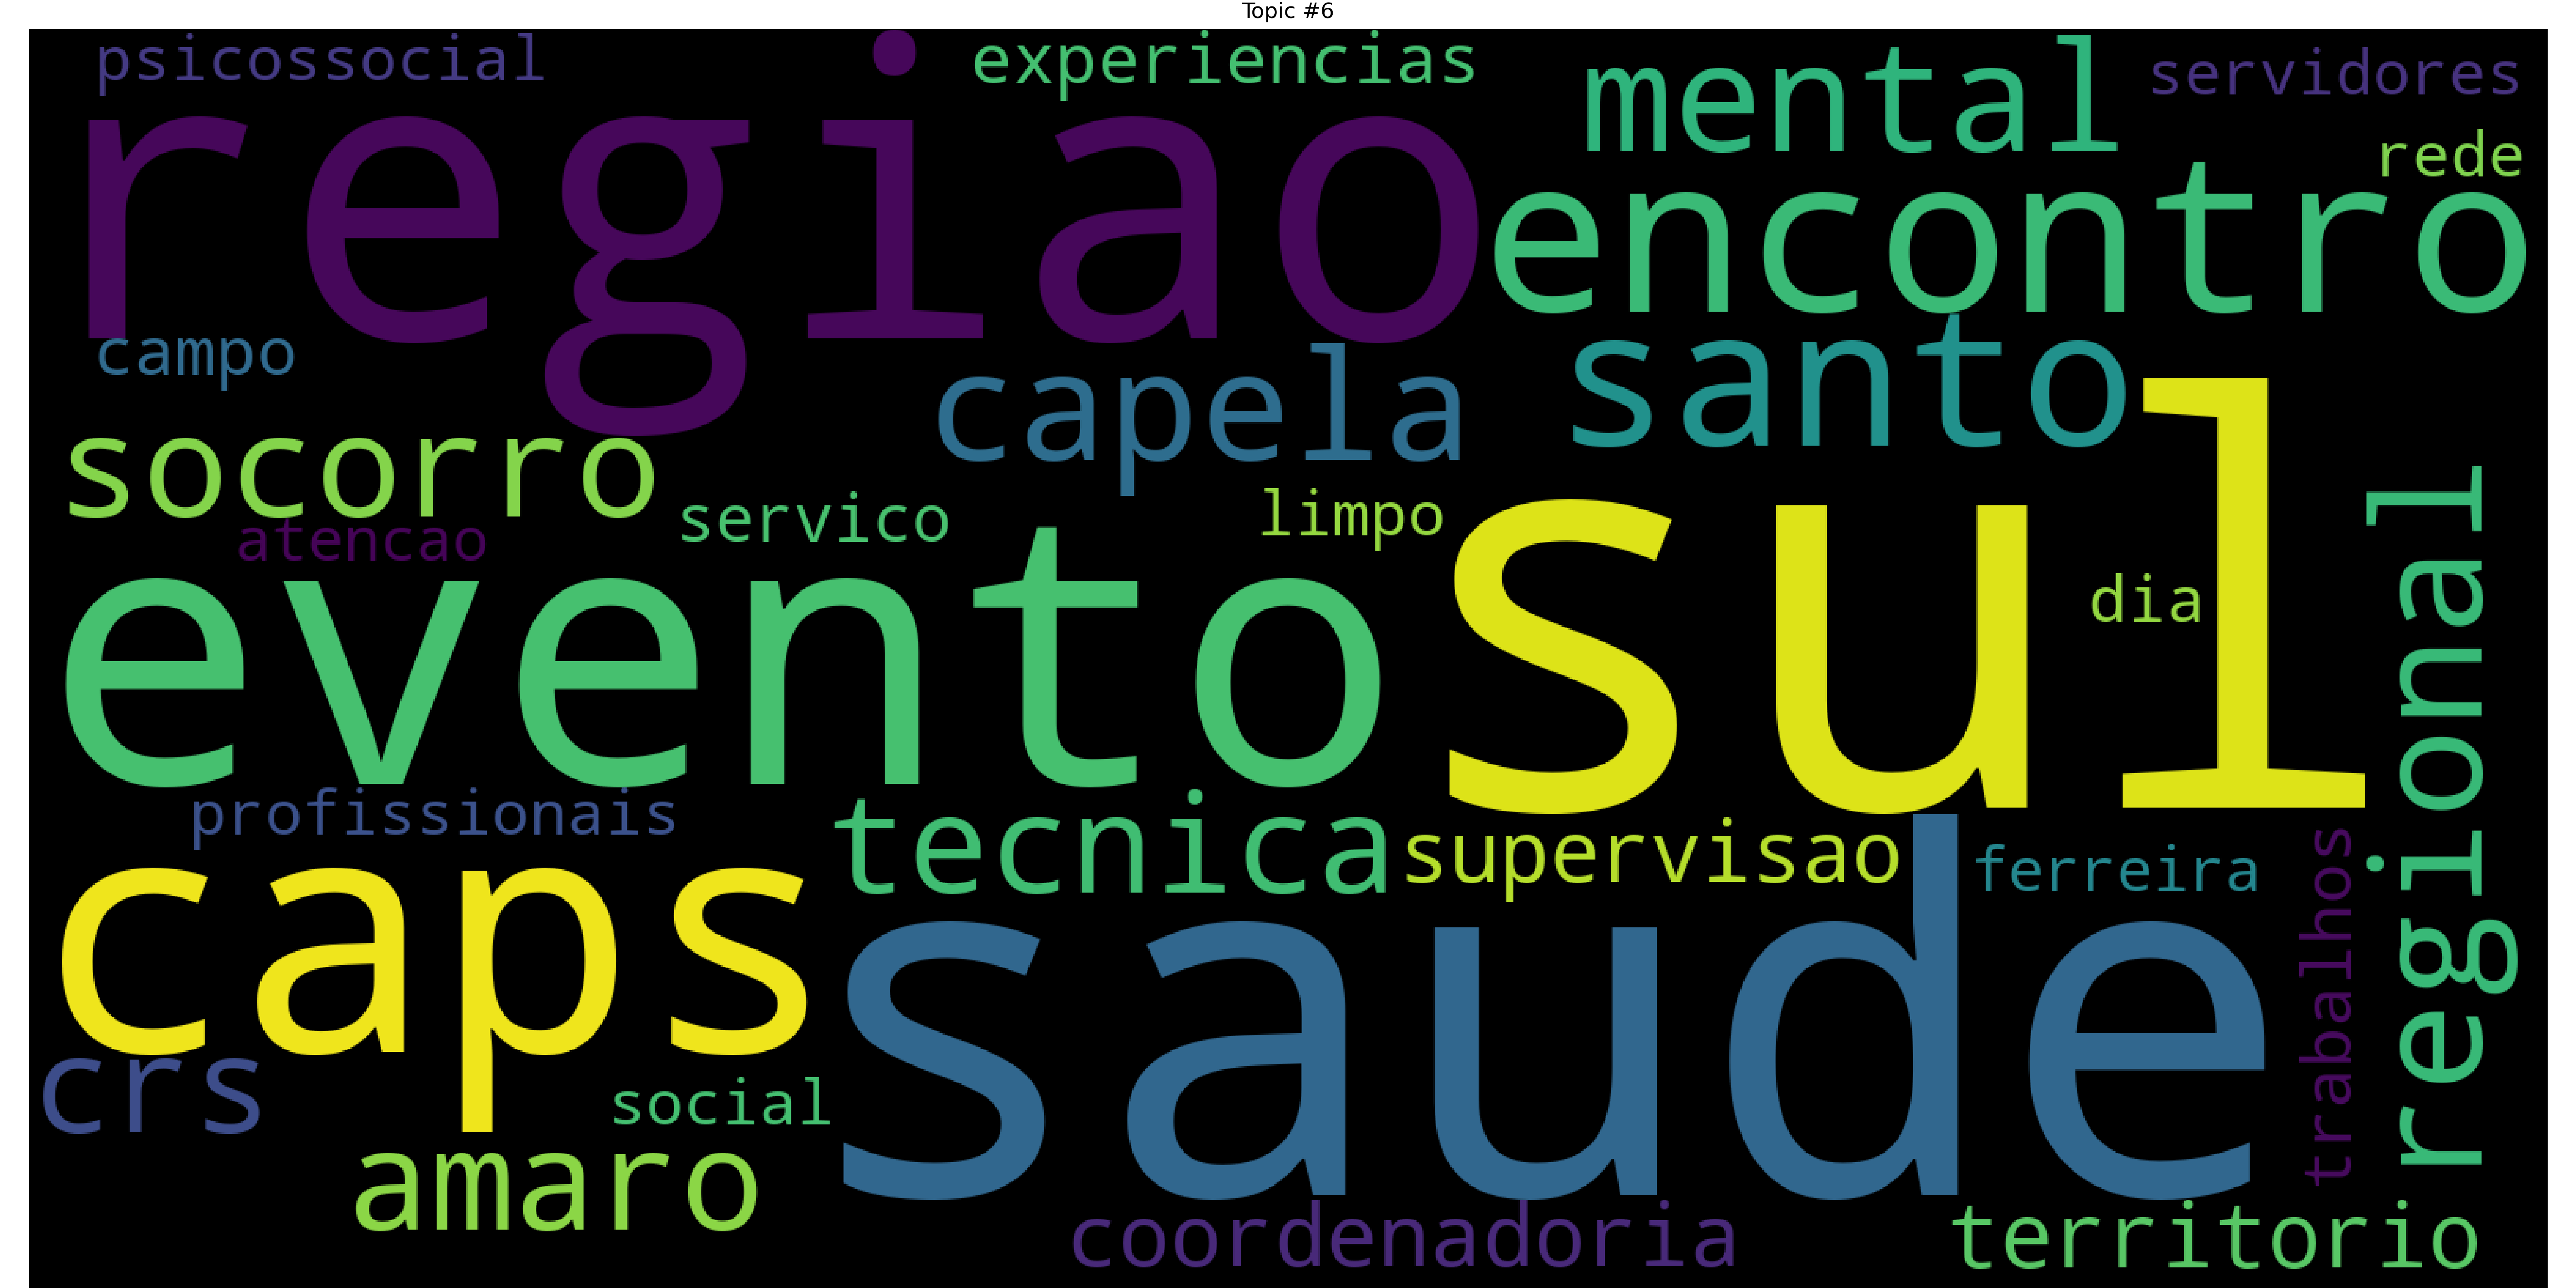 Topic #6
psicossocial
experiencias
mental
servidores
regiao
rede
encontro
campo
capela
santo
socorro
servico
limpo
atencao
evento
sul
dia
regional
profissionais
tecnica
supervisao
ferreira
trabalhos
caps
saude
crs
social
amaro
coordenadoria
territorio